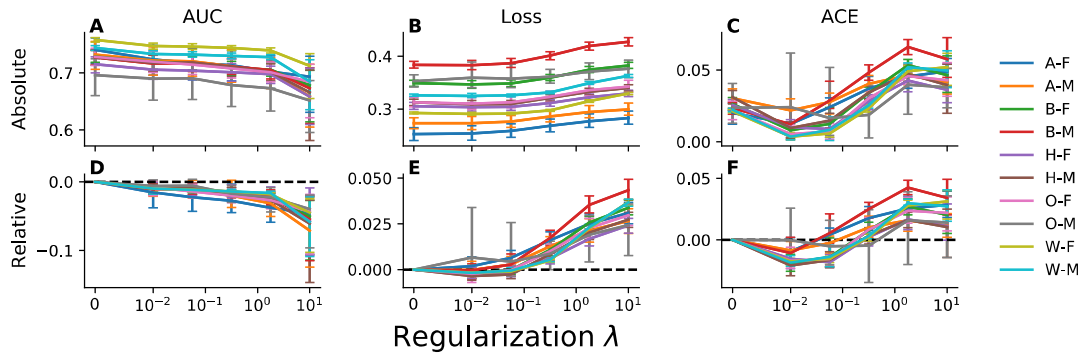 AUC
Loss
ACE
A
B
C
Absolute
0.7
0.6
0.4
0.3
0.05
0.00
D
E
F
Relative
0.0
−0.1
0.050
0.025
0.000
0.05
0.00
0 10⁻² 10⁻¹ 10⁰ 10¹
0 10⁻² 10⁻¹ 10⁰ 10¹
0 10⁻² 10⁻¹ 10⁰ 10¹
Regularization λ
A-F
A-M
B-F
B-M
H-F
H-M
O-F
O-M
W-F
W-M